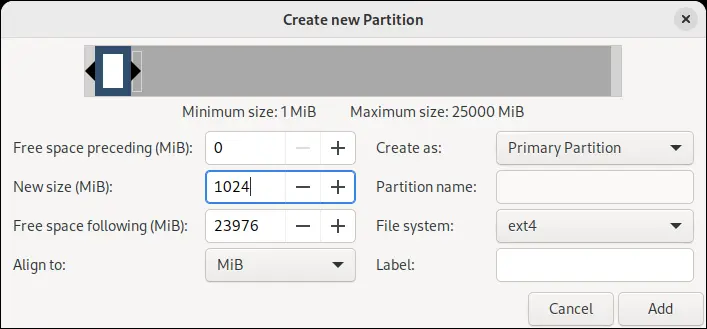 Create new Partition
Minimum size: 1 MiB Maximum size: 25000 MiB
Free space preceding (MiB): 0 Create as: Primary Partition
New size (MiB): 1024 Partition name:
Free space following (MiB): 23976 File system: ext4
Align to: MiB Label:
Cancel Add